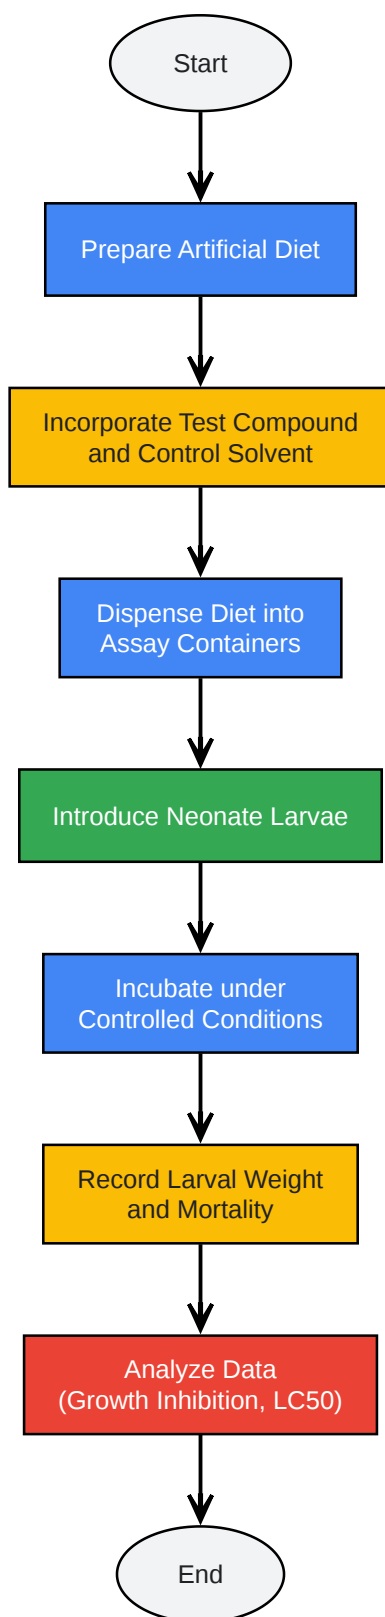 Start
Prepare Artificial Diet
Incorporate Test Compound
and Control Solvent
Dispense Diet into
Assay Containers
Introduce Neonate Larvae
Incubate under
Controlled Conditions
Record Larval Weight
and Mortality
Analyze Data
(Growth Inhibition, LC50)
End